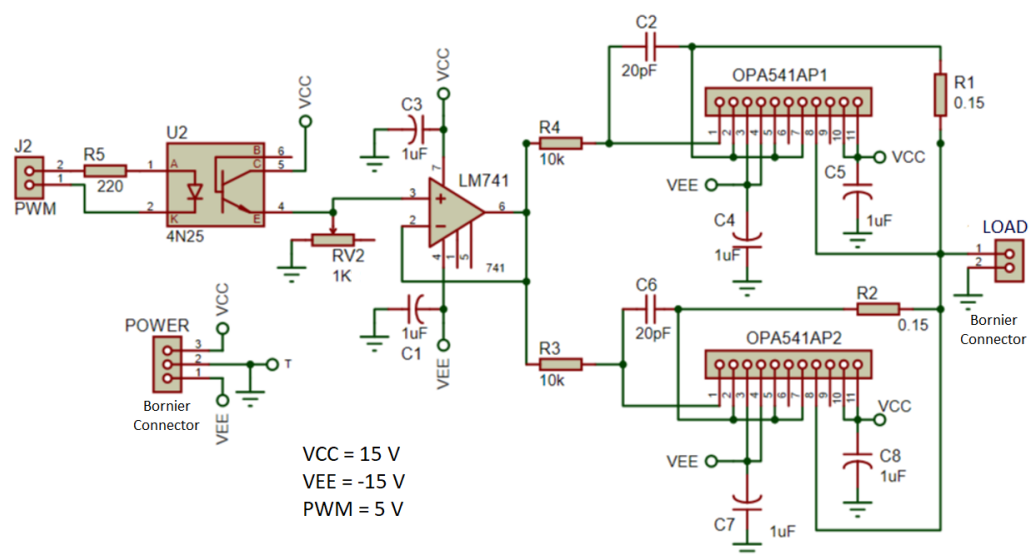 C2
20pF
OPA541AP1
R1
0.15
1 2 3 4 5 6 7 8 9 10 11
VCC
VCC
C3
1uF
U2
J2
R5
2
1
220
PWM
1
2
A
K
B
C
E
6
5
4
4N25
R4
10k
LM741
7
3
2
6
4
1
5
741
RV2
1K
VEE
C4
1uF
VCC
C5
1uF
LOAD
1
2
Bornier
Connector
1uF
C1
VEE
C6
20pF
R2
0.15
R3
10k
OPA541AP2
1 2 3 4 5 6 7 8 9 10 11
VCC
VEE
C8
1uF
C7
1uF
POWER
VCC
3
2
1
T
VEE
Bornier
Connector
VCC = 15 V
VEE = -15 V
PWM = 5 V